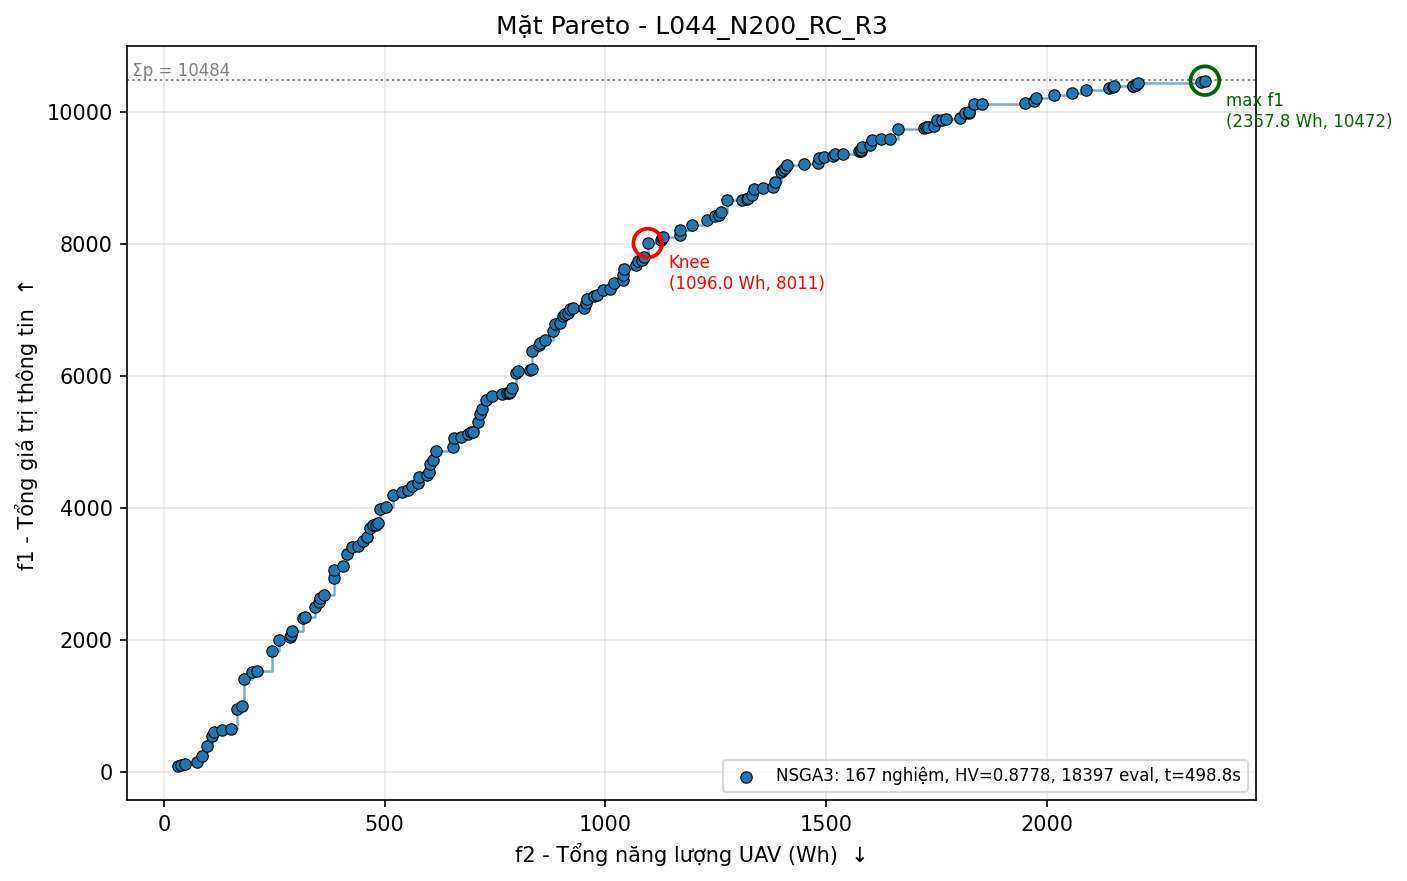 Mặt Pareto - L044_N200_RC_R3
Σp = 10484
max f1
(2357.8 Wh, 10472)
Knee
(1096.0 Wh, 8011)
f1 - Tổng giá trị thông tin ↑
10000
8000
6000
4000
2000
0
NSGA3: 167 nghiệm, HV=0.8778, 18397 eval, t=498.8s
0 500 1000 1500 2000
f2 - Tổng năng lượng UAV (Wh) ↓